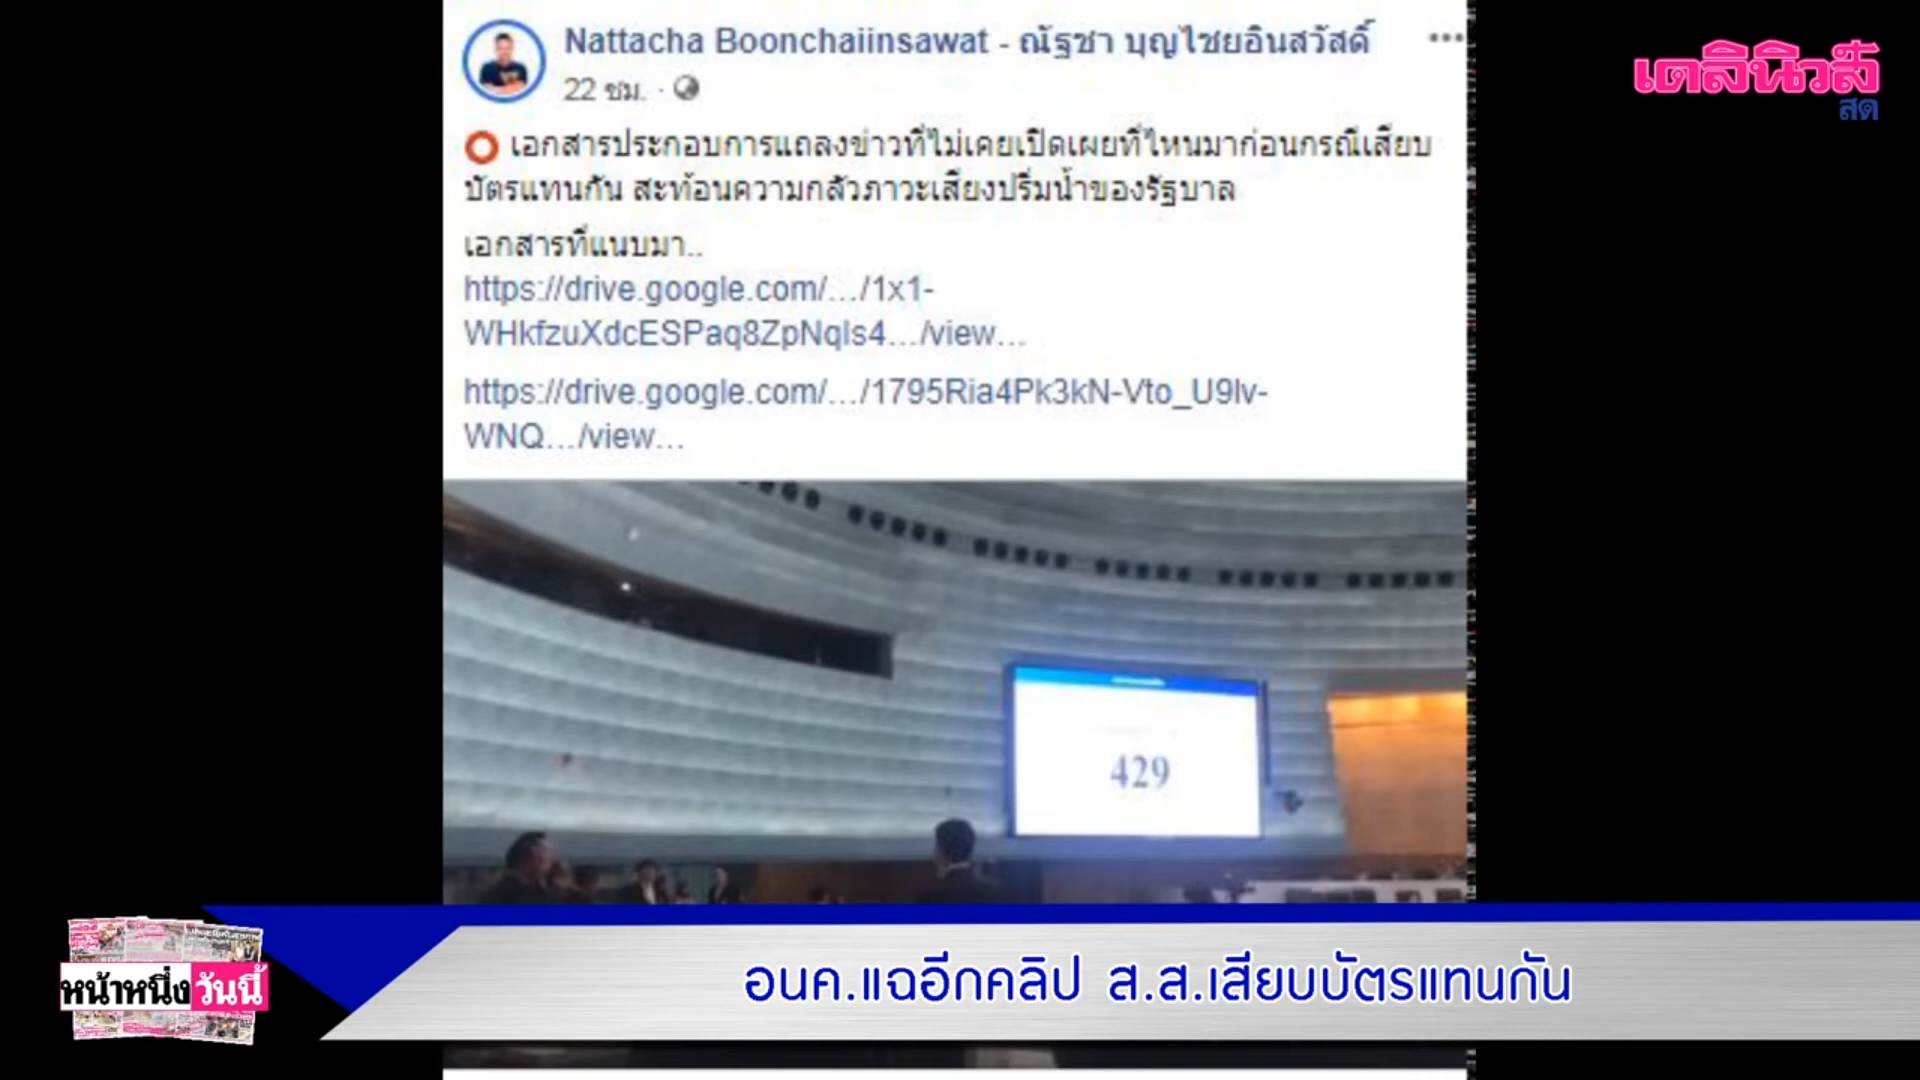 Nattacha Boonchaiinsawat - ณัฐชา บุญไชยอินสวัสดิ์
22 ชม.
เดลินิวส์
สด
เอกสารประกอบการแถลงข่าวที่ไม่เคยเปิดเผยที่ไหนมาก่อนกรณีเสียบ
บัตรแทนกัน สะท้อนความกลัวภาวะเสียงปริ่มน้ำของรัฐบาล
เอกสารที่แนบมา..
https://drive.google.com/…/1x1-
WHkfzuXdcESPaq8ZpNqIs4…/view…
https://drive.google.com/…/1795Ria4Pk3kN-Vto_U9lv-
WNQ…/view…
429
หน้าหนึ่งวันนี้
อนค.แฉอีกคลิป ส.ส.เสียบบัตรแทนกัน